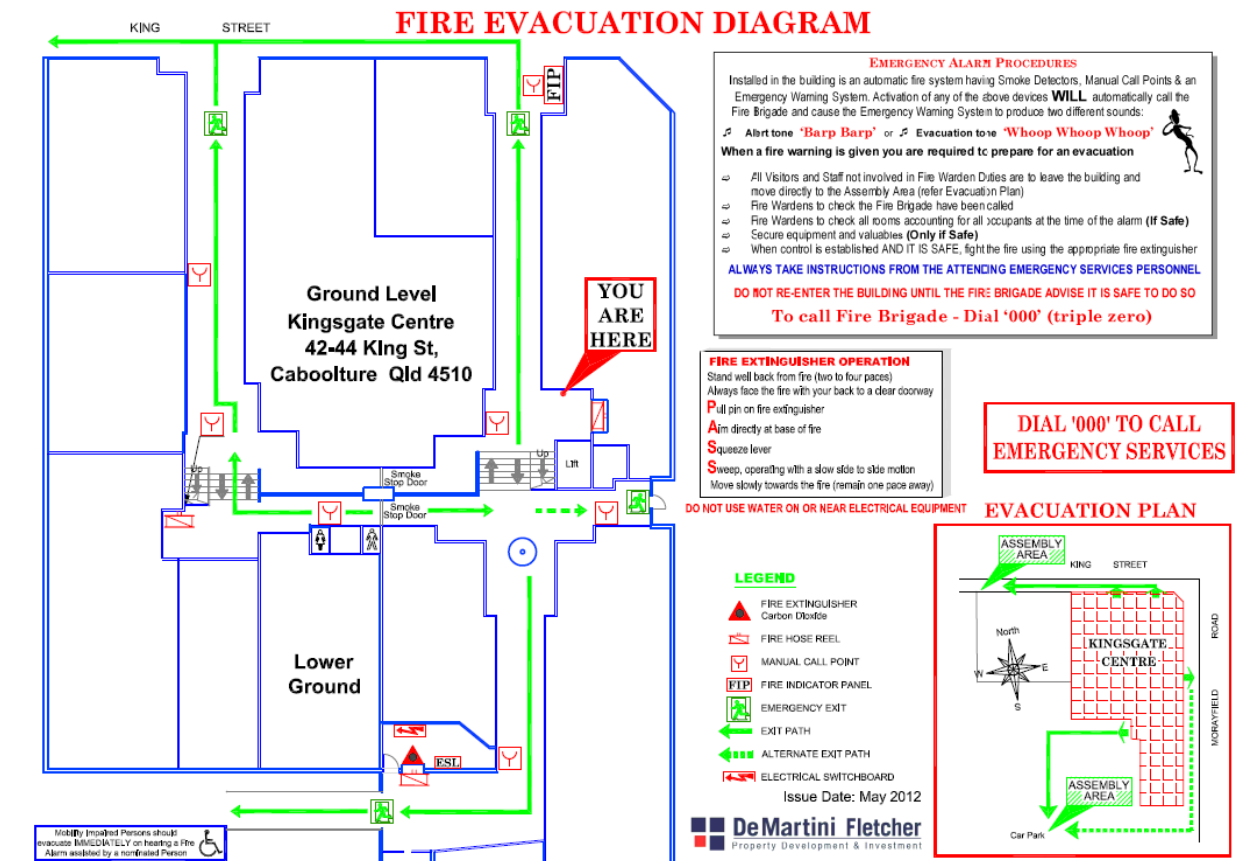 FIRE EVACUATION DIAGRAM
KING STREET
FIP
EMERGENCY ALARM PROCEDURES
Installed in the building is an automatic fire system having Smoke Detectors, Manual Call Points & an
Emergency Warning System. Activation of any of the above devices WILL automatically call the
Fire Brigade and cause the Emergency Warning System to produce two different sounds:
♫ Alert tone 'Barp Barp' or ♫ Evacuation tone 'Whoop Whoop Whoop'
When a fire warning is given you are required to prepare for an evacuation
⇨ All Visitors and Staff not involved in Fire Warden Duties are to leave the building and
move directly to the Assembly Area (refer Evacuation Plan)
⇨ Fire Wardens to check the Fire Brigade have been called
⇨ Fire Wardens to check all rooms accounting for all occupants at the time of the alarm (If Safe)
⇨ Secure equipment and valuables (Only if Safe)
⇨ When control is established AND IT IS SAFE, fight the fire using the appropriate fire extinguisher
ALWAYS TAKE INSTRUCTIONS FROM THE ATTENDING EMERGENCY SERVICES PERSONNEL
DO NOT RE-ENTER THE BUILDING UNTIL THE FIRE BRIGADE ADVISE IT IS SAFE TO DO SO
To call Fire Brigade - Dial '000' (triple zero)
YOU
ARE
HERE
Ground Level
Kingsgate Centre
42-44 King St,
Caboolture Qld 4510
FIRE EXTINGUISHER OPERATION
Stand well back from fire (two to four paces)
Always face the fire with your back to a clear doorway
Pull pin on fire extinguisher
Aim directly at base of fire
Squeeze lever
Sweep, operating with a slow side to side motion
Move slowly towards the fire (remain one pace away)
DO NOT USE WATER ON OR NEAR ELECTRICAL EQUIPMENT
DIAL '000' TO CALL
EMERGENCY SERVICES
Up
Smoke
Stop Door
Up
Lift
Smoke
Stop Door
Lower
Ground
ESL
LEGEND
FIRE EXTINGUISHER
Carbon Dioxide
FIRE HOSE REEL
MANUAL CALL POINT
FIP FIRE INDICATOR PANEL
EMERGENCY EXIT
EXIT PATH
ALTERNATE EXIT PATH
ELECTRICAL SWITCHBOARD
Issue Date: May 2012
DeMartini Fletcher
Property Development & Investment
EVACUATION PLAN
ASSEMBLY
AREA
KING STREET
North
W E
S
KINGSGATE
CENTRE
MORAYFIELD ROAD
ASSEMBLY
AREA
Car Park
Mobility Impaired Persons should
evacuate IMMEDIATELY on hearing a Fire
Alarm assisted by a nominated Person